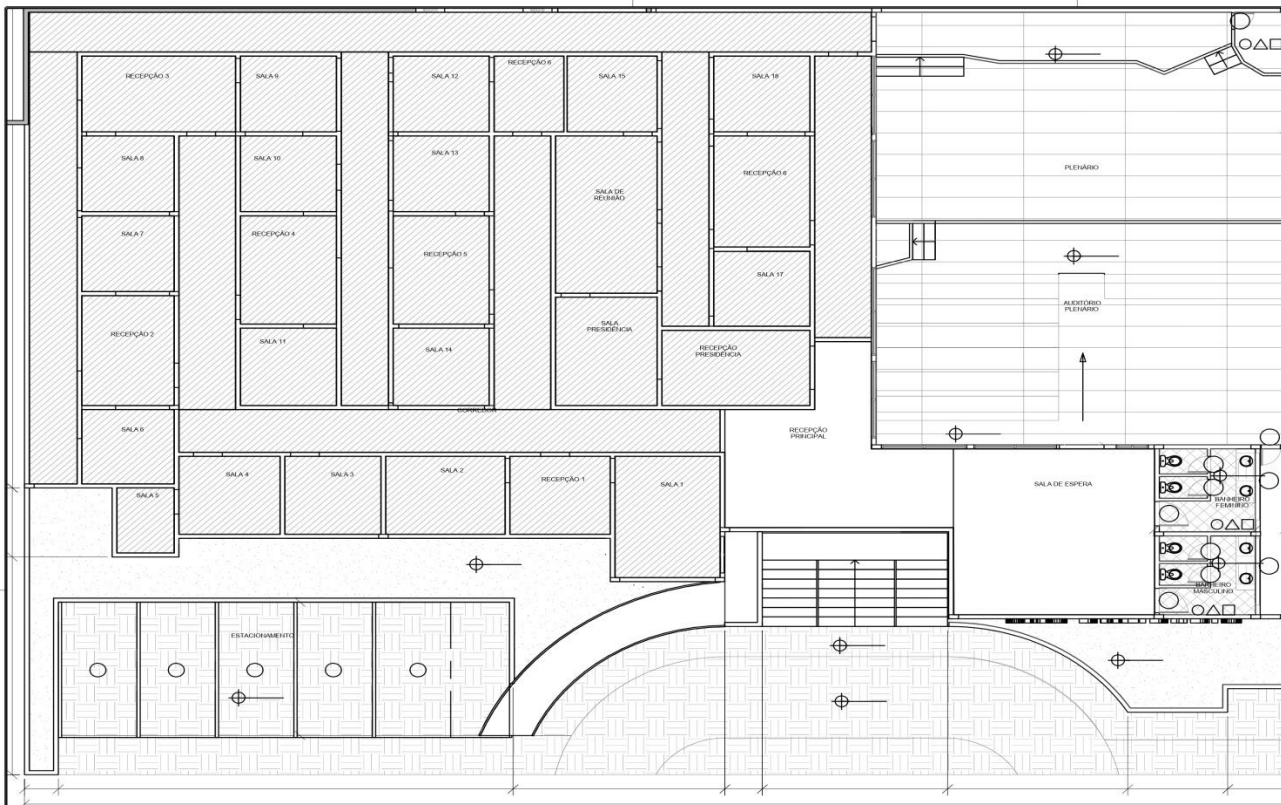 RECEPÇÃO 3
SALA 9
SALA 12
RECEPÇÃO 6
SALA 15
SALA 16
SALA 8
SALA 10
SALA 13
SALA DE
REUNIÃO
RECEPÇÃO 6
PLENÁRIO
SALA 7
RECEPÇÃO 4
RECEPÇÃO 5
SALA 17
RECEPÇÃO 2
SALA 11
SALA 14
SALA
PRESIDÊNCIA
RECEPÇÃO
PRESIDÊNCIA
AUDITÓRIO
PLENÁRIO
CORREDOR
SALA 6
RECEPÇÃO
PRINCIPAL
SALA 4
SALA 3
SALA 2
RECEPÇÃO 1
SALA 1
SALA DE ESPERA
SALA 5
BANHEIRO
FEMININO
BANHEIRO
MASCULINO
ESTACIONAMENTO